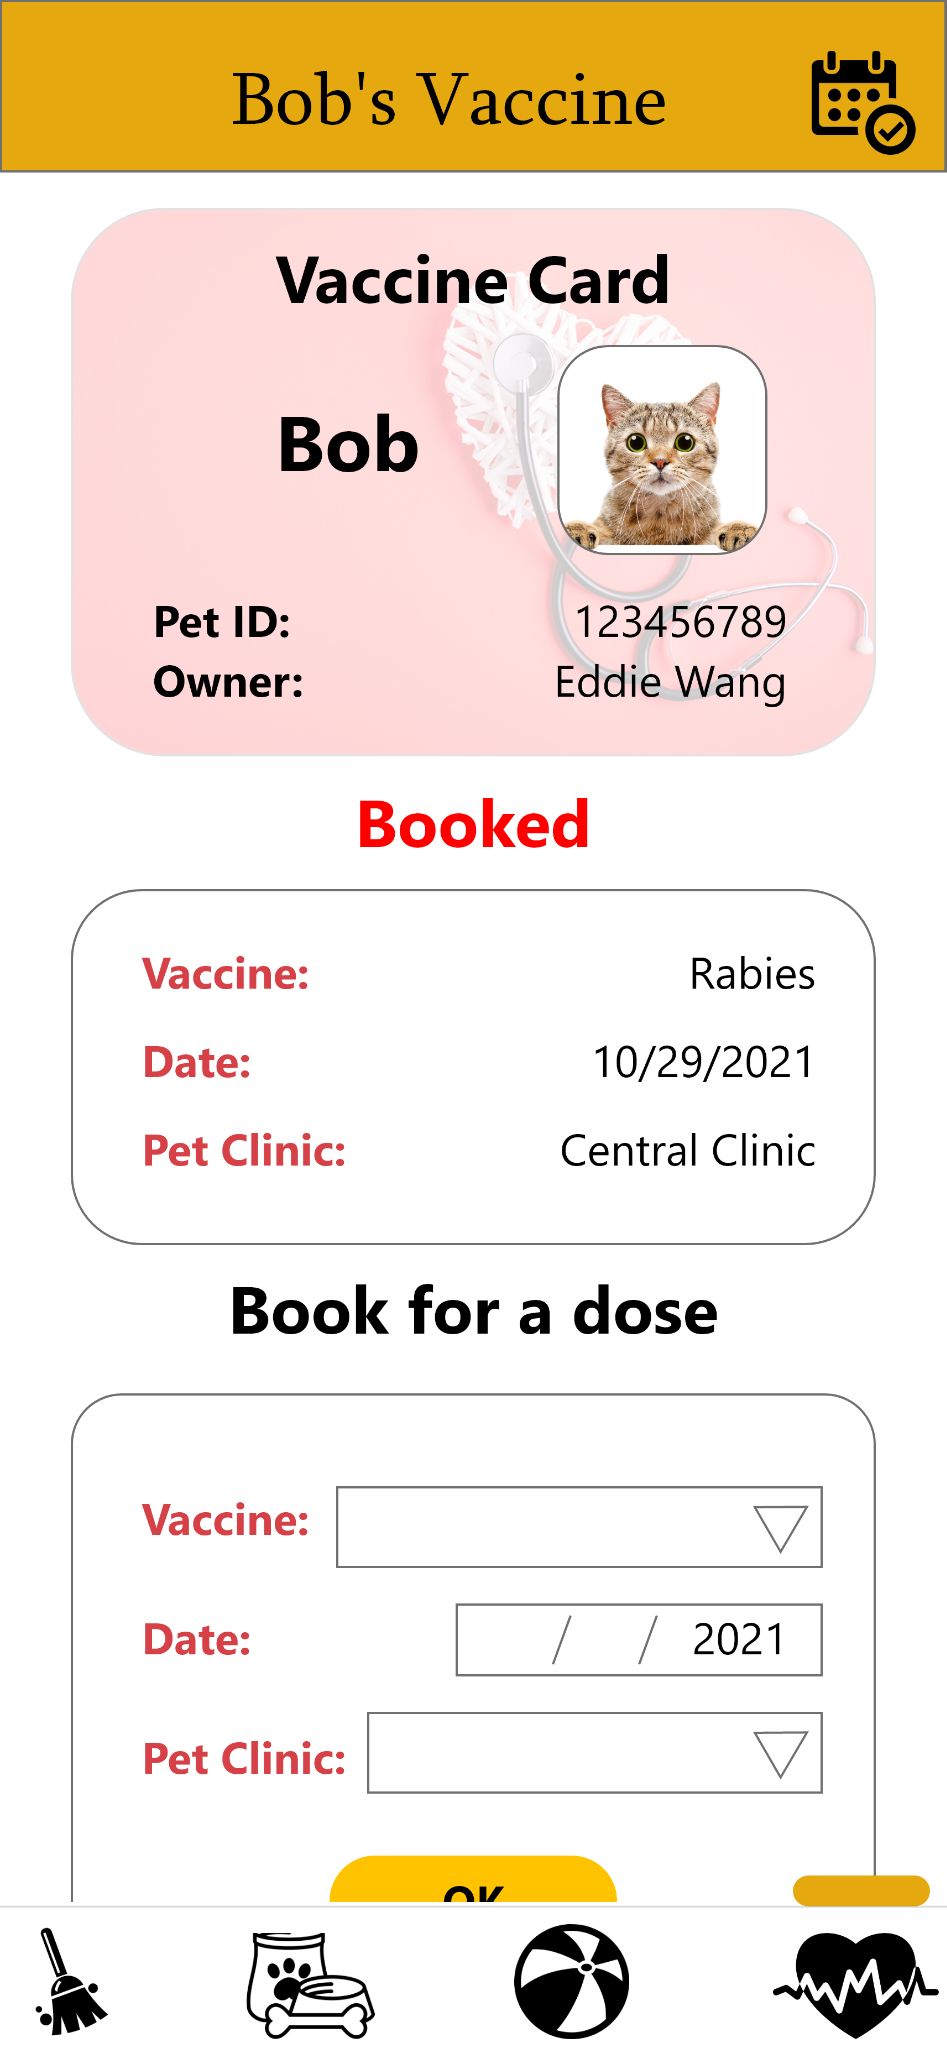 Bob's Vaccine
Vaccine Card
Bob
Pet ID: 123456789
Owner: Eddie Wang
Booked
Vaccine: Rabies
Date: 10/29/2021
Pet Clinic: Central Clinic
Book for a dose
Vaccine:
Date: / / 2021
Pet Clinic:
OK